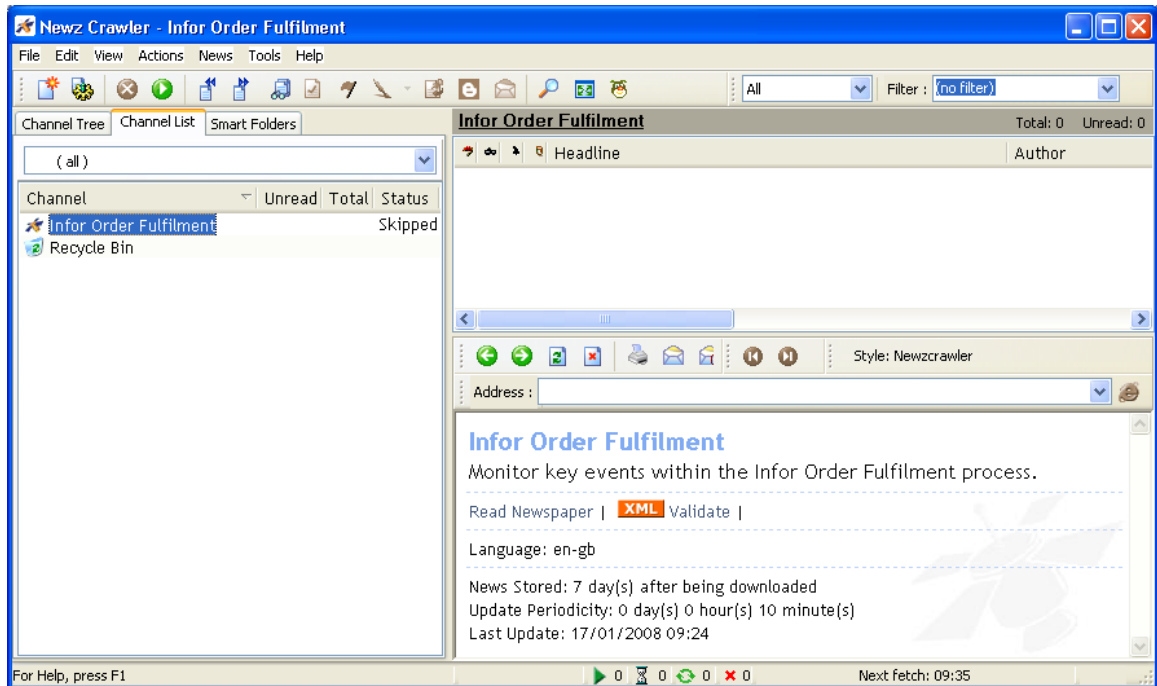 Newz Crawler - Infor Order Fulfilment
File Edit View Actions News Tools Help
All Filter : (no filter)
Channel Tree Channel List Smart Folders
( all )
Channel Unread Total Status
Infor Order Fulfilment Skipped
Recycle Bin
Infor Order Fulfilment Total: 0 Unread: 0
Headline Author
Style: Newzcrawler
Address :
Infor Order Fulfilment
Monitor key events within the Infor Order Fulfilment process.
Read Newspaper | XML Validate |
Language: en-gb
News Stored: 7 day(s) after being downloaded
Update Periodicity: 0 day(s) 0 hour(s) 10 minute(s)
Last Update: 17/01/2008 09:24
For Help, press F1 0 0 0 0 Next fetch: 09:35